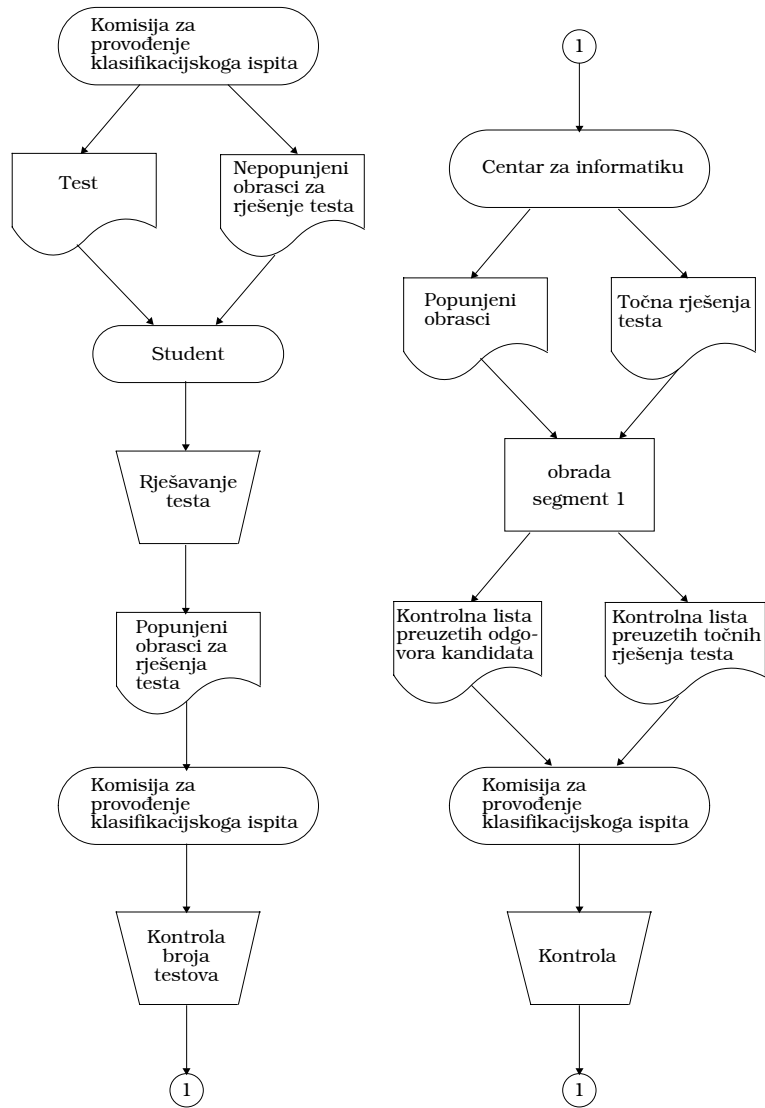 Komisija za
provođenje
klasifikacijskoga ispita
Test
Nepopunjeni
obrasci za
rješenje testa
Student
Rješavanje
testa
Popunjeni
obrasci za
rješenja
testa
Komisija za
provođenje
klasifikacijskoga ispita
Kontrola
broja
testova
1
1
Centar za informatiku
Popunjeni
obrasci
Točna rješenja
testa
obrada
segment 1
Kontrolna lista
preuzetih odgo-
vora kandidata
Kontrolna lista
preuzetih točnih
rješenja testa
Komisija za
provođenje
klasifikacijskoga ispita
Kontrola
1